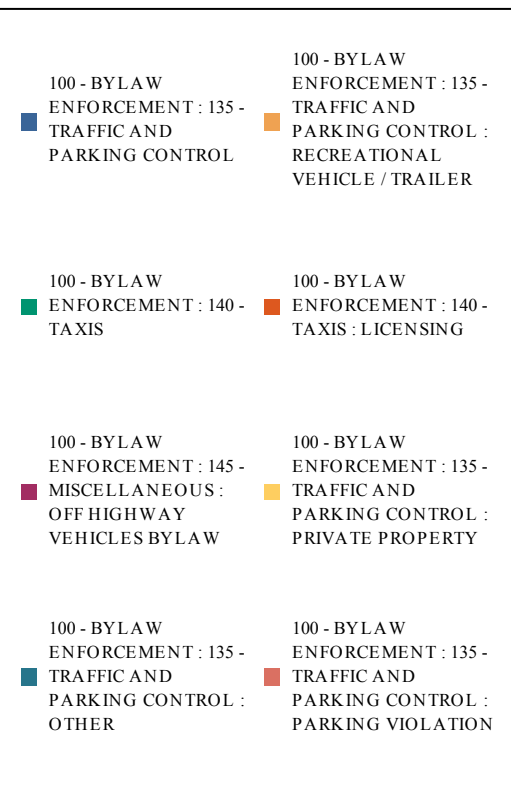 100 - BYLAW
ENFORCEMENT : 135 -
TRAFFIC AND
PARKING CONTROL
100 - BYLAW
ENFORCEMENT : 135 -
TRAFFIC AND
PARKING CONTROL :
RECREATIONAL
VEHICLE / TRAILER
100 - BYLAW
ENFORCEMENT : 140 -
TAXIS
100 - BYLAW
ENFORCEMENT : 140 -
TAXIS : LICENSING
100 - BYLAW
ENFORCEMENT : 145 -
MISCELLANEOUS :
OFF HIGHWAY
VEHICLES BYLAW
100 - BYLAW
ENFORCEMENT : 135 -
TRAFFIC AND
PARKING CONTROL :
PRIVATE PROPERTY
100 - BYLAW
ENFORCEMENT : 135 -
TRAFFIC AND
PARKING CONTROL :
OTHER
100 - BYLAW
ENFORCEMENT : 135 -
TRAFFIC AND
PARKING CONTROL :
PARKING VIOLATION